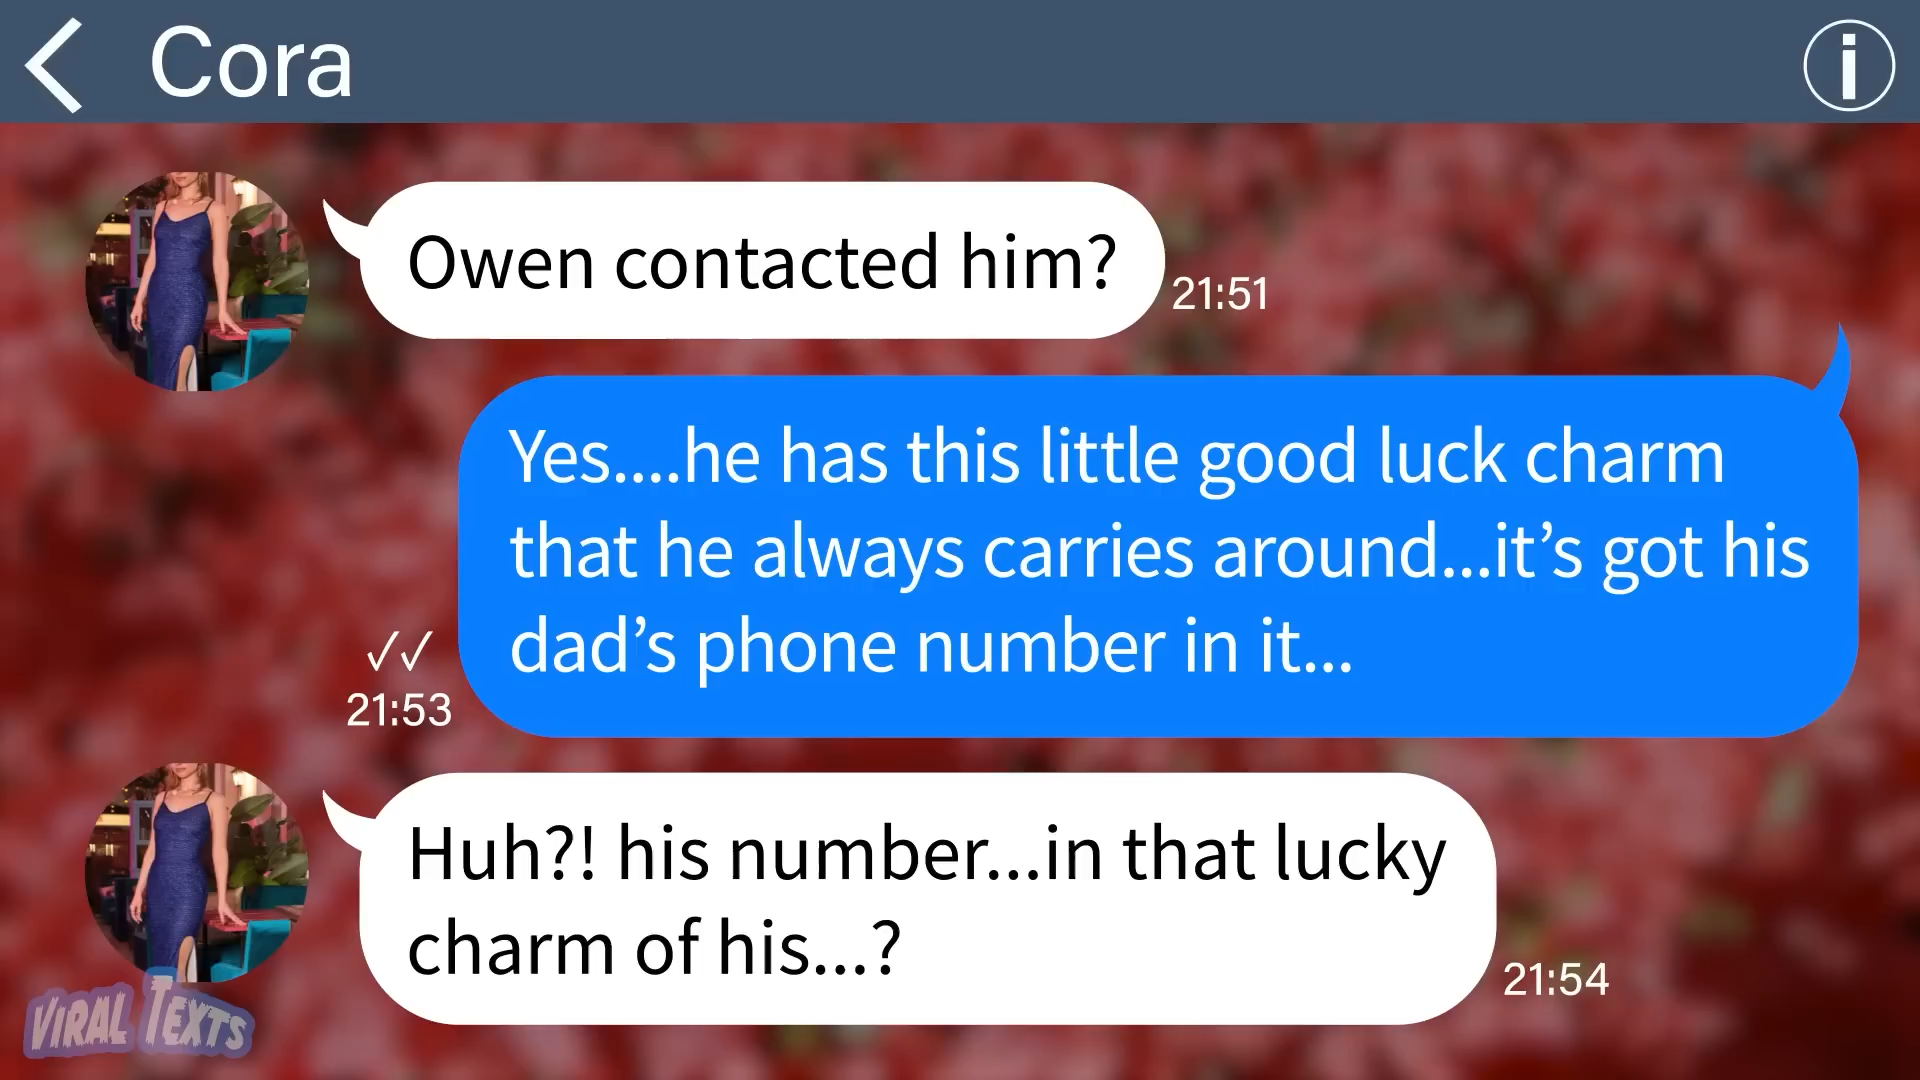 Cora
Owen contacted him?
21:51
Yes....he has this little good luck charm
that he always carries around...it’s got his
dad’s phone number in it...
21:53
Huh?! his number...in that lucky
charm of his...?
21:54
VIRAL TEXTS